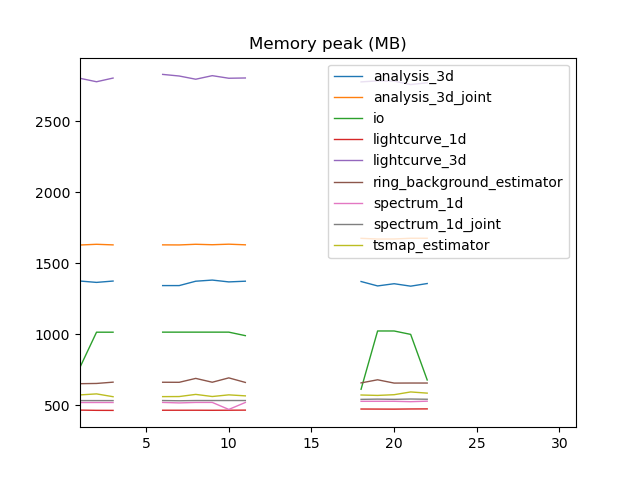 Memory peak (MB)
2500
2000
1500
1000
500
5
10
15
20
25
30
analysis_3d
analysis_3d_joint
io
lightcurve_1d
lightcurve_3d
ring_background_estimator
spectrum_1d
spectrum_1d_joint
tsmap_estimator